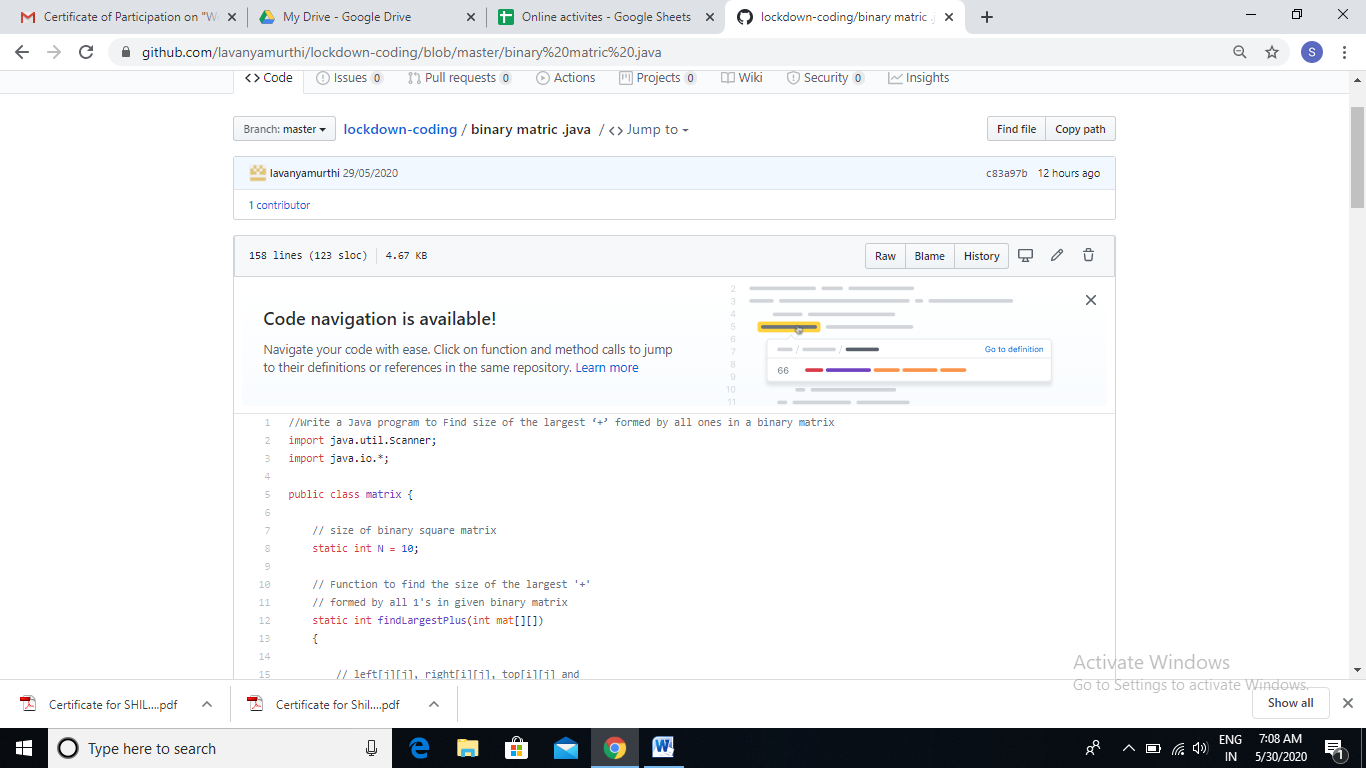 Certificate of Participation on "W
My Drive - Google Drive
Online activites - Google Sheets
lockdown-coding/binary matric .
github.com/lavanyamurthi/lockdown-coding/blob/master/binary%20matric%20.java
S
Code
Issues 0
Pull requests 0
Actions
Projects 0
Wiki
Security 0
Insights
Branch: master
lockdown-coding / binary matric .java / <> Jump to
Find file
Copy path
lavanyamurthi 29/05/2020
c83a97b 12 hours ago
1 contributor
158 lines (123 sloc) 4.67 KB
Raw
Blame
History
Code navigation is available!
Navigate your code with ease. Click on function and method calls to jump
to their definitions or references in the same repository. Learn more
2
3
4
5
6
7
8
9
10
11
Go to definition
66
1 //Write a Java program to Find size of the largest ‘+’ formed by all ones in a binary matrix
2 import java.util.Scanner;
3 import java.io.*;
4
5 public class matrix {
6
7 // size of binary square matrix
8 static int N = 10;
9
10 // Function to find the size of the largest '+'
11 // formed by all 1's in given binary matrix
12 static int findLargestPlus(int mat[][])
13 {
14
15 // left[j][j], right[i][j], top[i][j] and
Activate Windows
Go to Settings to activate Windows.
Certificate for SHIL....pdf
Certificate for Shil....pdf
Show all
Type here to search
ENG
IN
7:08 AM
5/30/2020
1